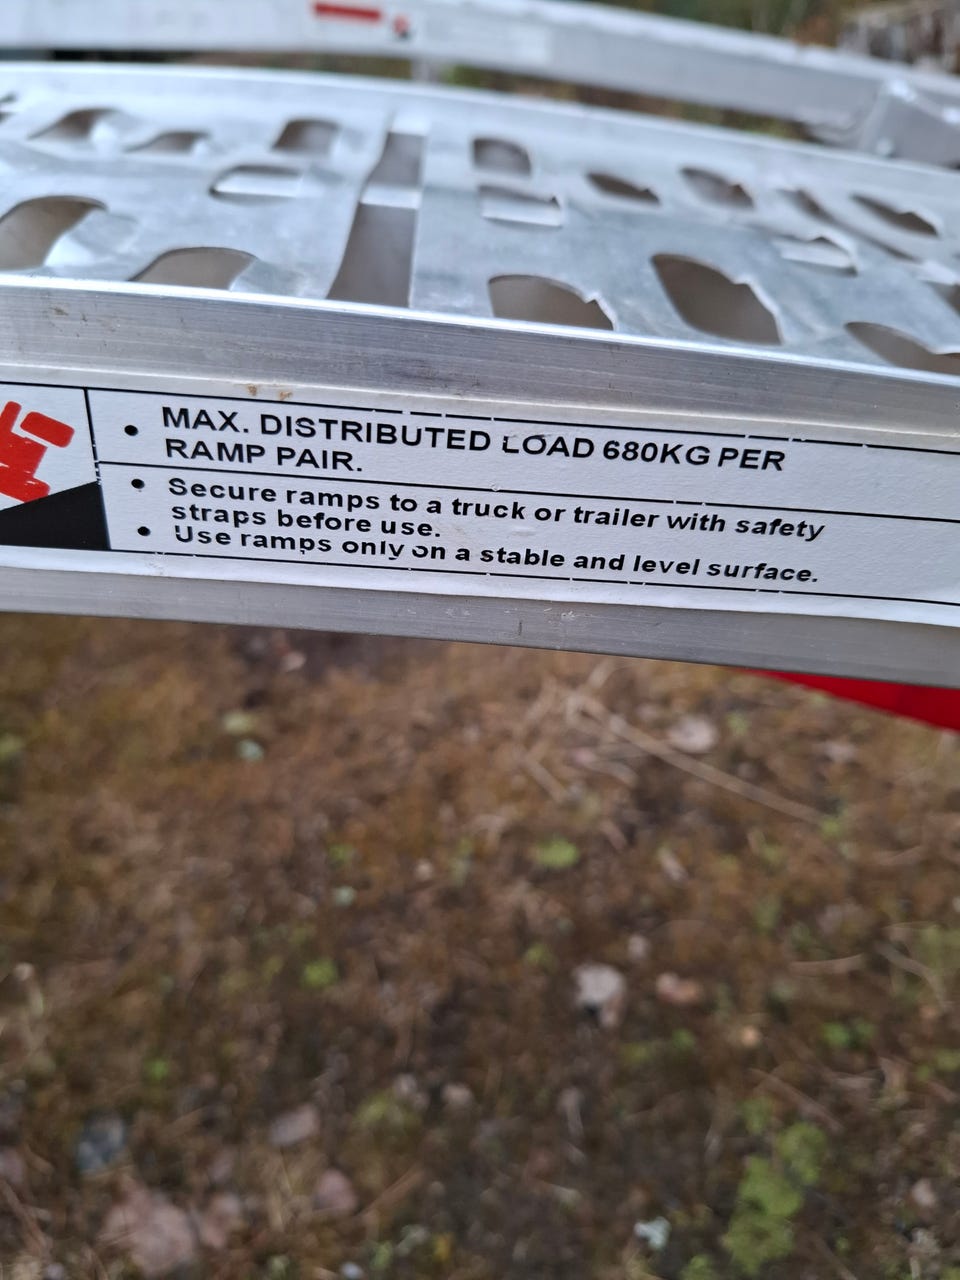 • MAX. DISTRIBUTED LOAD 680KG PER
RAMP PAIR.
• Secure ramps to a truck or trailer with safety
straps before use.
• Use ramps only on a stable and level surface.